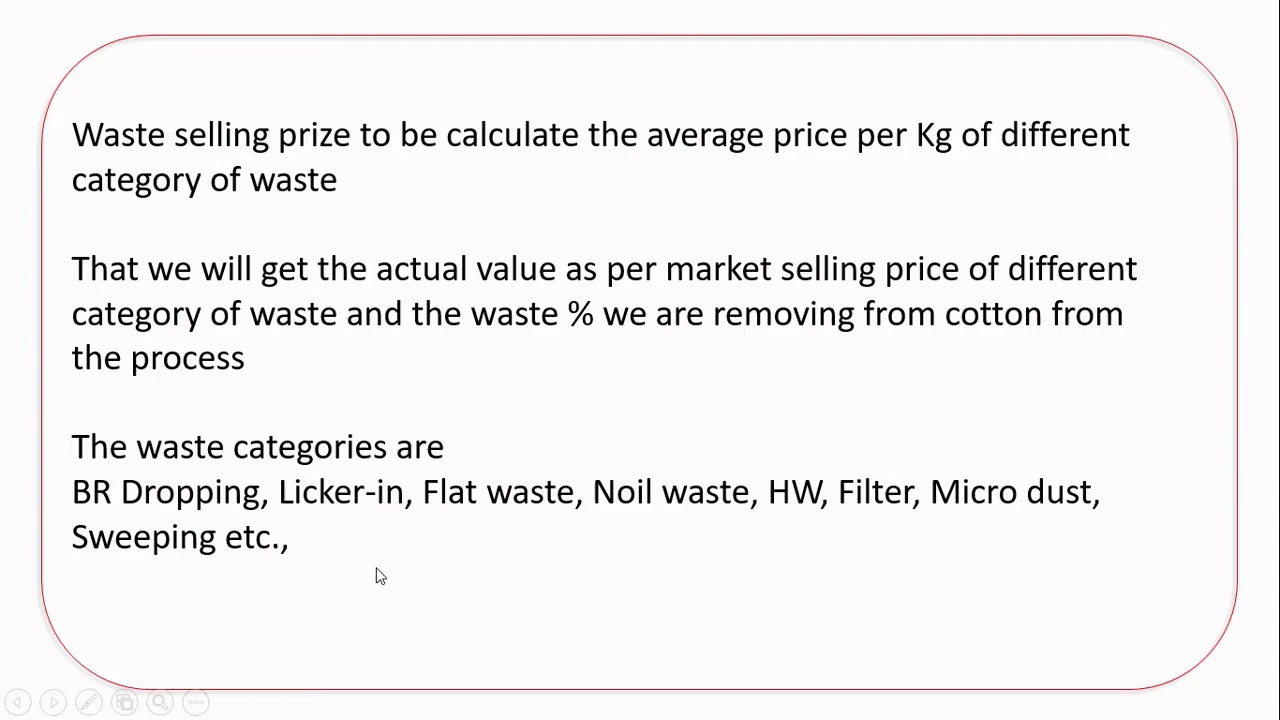 Waste selling prize to be calculate the average price per Kg of different
category of waste
That we will get the actual value as per market selling price of different
category of waste and the waste % we are removing from cotton from
the process
The waste categories are
BR Dropping, Licker-in, Flat waste, Noil waste, HW, Filter, Micro dust,
Sweeping etc.,